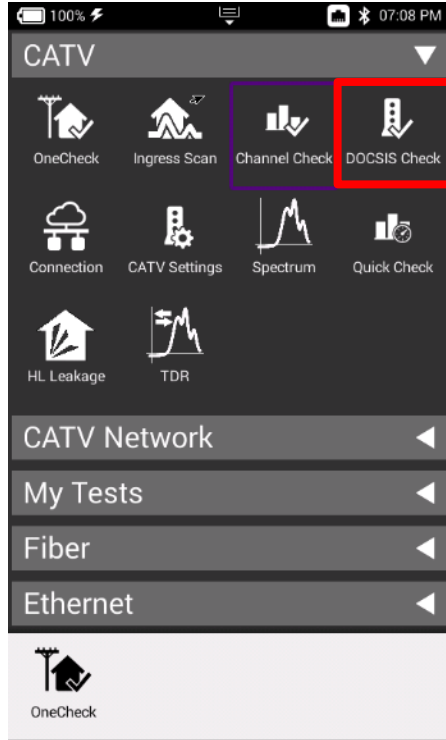 100% 07:08 PM
CATV
OneCheck Ingress Scan Channel Check DOCSIS Check
Connection CATV Settings Spectrum Quick Check
HL Leakage TDR
CATV Network
My Tests
Fiber
Ethernet
OneCheck